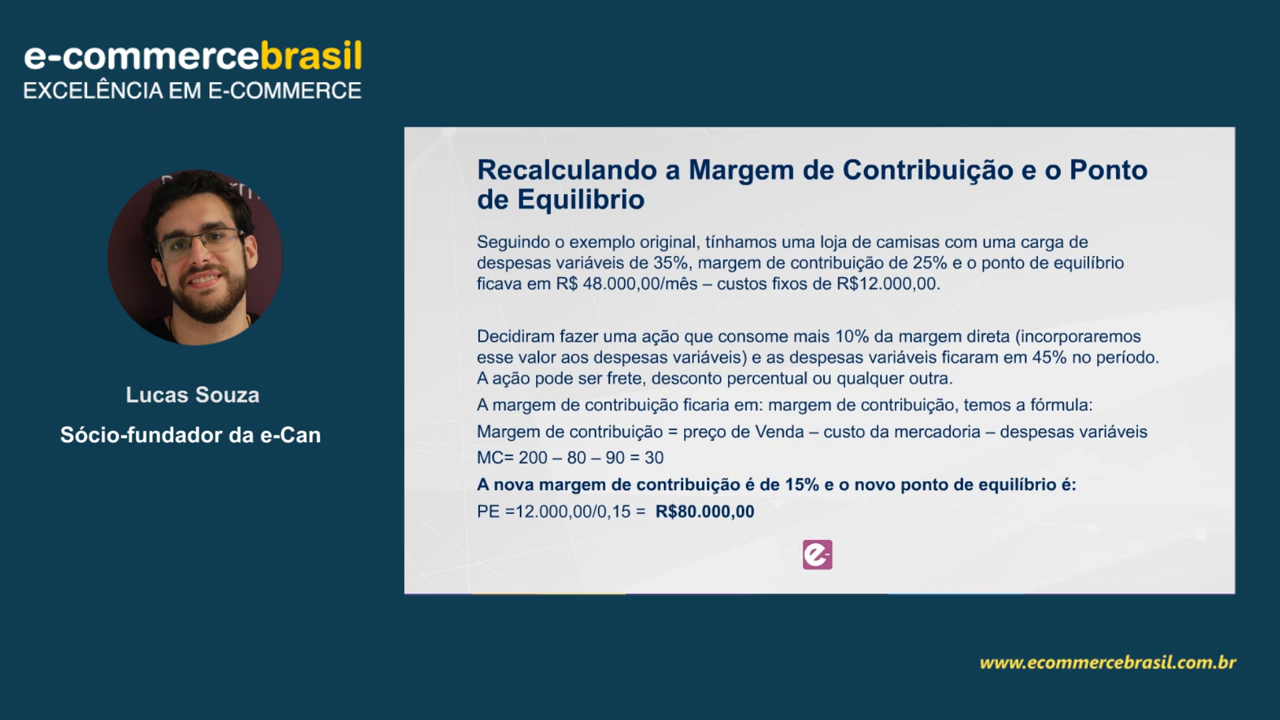 e-commercebrasil
EXCELÊNCIA EM E-COMMERCE
Lucas Souza
Sócio-fundador da e-Can
Recalculando a Margem de Contribuição e o Ponto
de Equilibrio
Seguindo o exemplo original, tínhamos uma loja de camisas com uma carga de
despesas variáveis de 35%, margem de contribuição de 25% e o ponto de equilíbrio
ficava em R$ 48.000,00/mês – custos fixos de R$12.000,00.
Decidiram fazer uma ação que consome mais 10% da margem direta (incorporaremos
esse valor aos despesas variáveis) e as despesas variáveis ficaram em 45% no período.
A ação pode ser frete, desconto percentual ou qualquer outra.
A margem de contribuição ficaria em: margem de contribuição, temos a fórmula:
Margem de contribuição = preço de Venda – custo da mercadoria – despesas variáveis
MC= 200 – 80 – 90 = 30
A nova margem de contribuição é de 15% e o novo ponto de equilíbrio é:
PE =12.000,00/0,15 = R$80.000,00
e-
www.ecommercebrasil.com.br